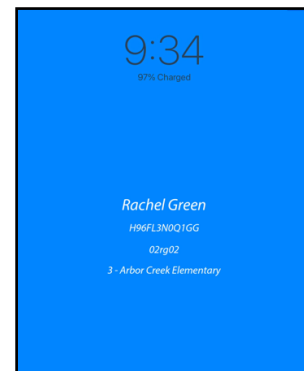 9:34
97% Charged
Rachel Green
H96FL3N0Q1GG
02rg02
3 - Arbor Creek Elementary